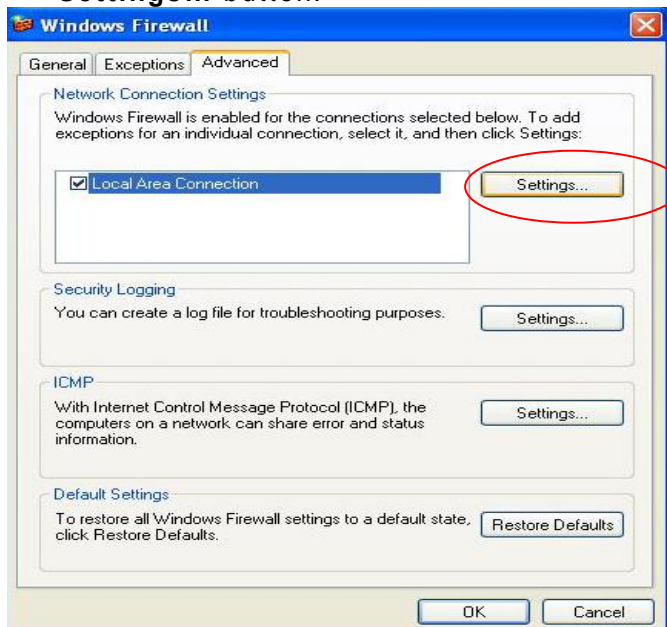 Settings... button.
Windows Firewall
General Exceptions Advanced
Network Connection Settings
Windows Firewall is enabled for the connections selected below. To add
exceptions for an individual connection, select it, and then click Settings:
Local Area Connection
Settings...
Security Logging
You can create a log file for troubleshooting purposes.
Settings...
ICMP
With Internet Control Message Protocol (ICMP), the
computers on a network can share error and status
information.
Settings...
Default Settings
To restore all Windows Firewall settings to a default state,
click Restore Defaults.
Restore Defaults
OK Cancel